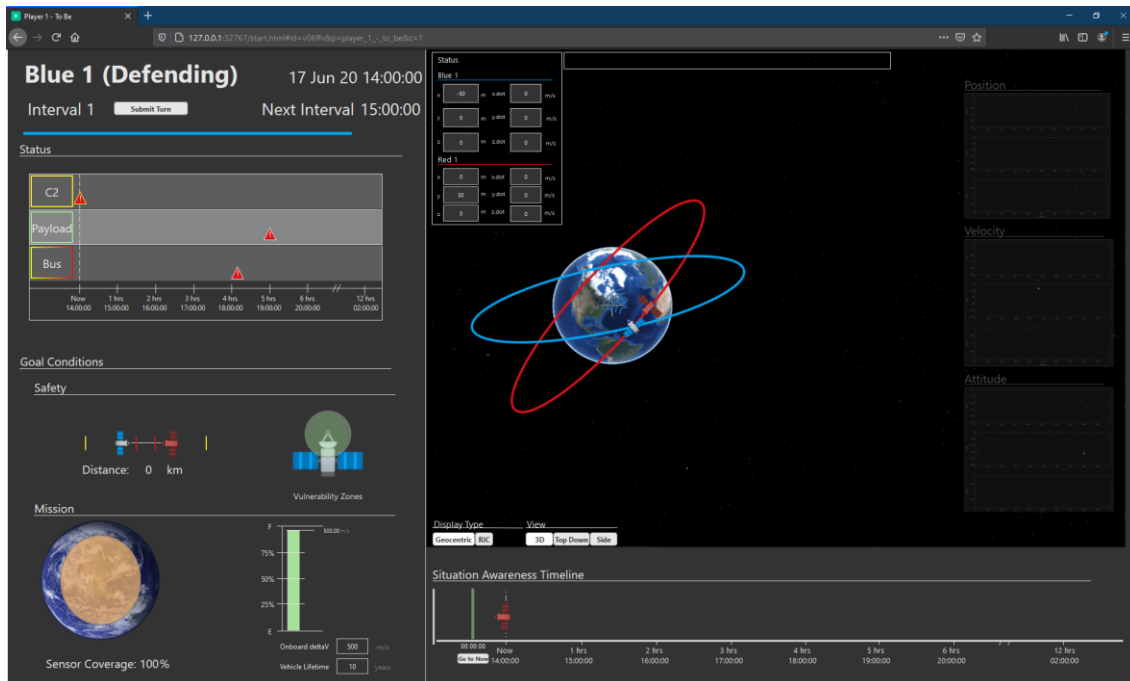 Player 1 - To Be
127.0.0.1:32767/start.html#id=v06ffv&p=player_1_-_to_be&c=1
Blue 1 (Defending)
17 Jun 20 14:00:00
Interval 1
Submit Turn
Next Interval 15:00:00
Status
C2
Payload
Bus
Now 1 hrs 2 hrs 3 hrs 4 hrs 5 hrs 6 hrs 12 hrs
14:00:00 15:00:00 16:00:00 17:00:00 18:00:00 19:00:00 20:00:00 02:00:00
Goal Conditions
Safety
Distance: 0 km
Vulnerability Zones
Mission
F
500.00 m/s
75%
50%
25%
E
Onboard deltaV 500 m/s
Vehicle Lifetime 10 years
Sensor Coverage: 100%
Status
Blue 1
x -50 m x.dot 0 m/s
y 0 m y.dot 0 m/s
z 0 m z.dot 0 m/s
Red 1
x 0 m x.dot 0 m/s
y 50 m y.dot 0 m/s
z 0 m z.dot 0 m/s
Position
Velocity
Attitude
Display Type
Geocentric RIC
View
3D Top Down Side
Situation Awareness Timeline
00:00:00
Go to Now
Now 1 hrs 2 hrs 3 hrs 4 hrs 5 hrs 6 hrs 12 hrs
14:00:00 15:00:00 16:00:00 17:00:00 18:00:00 19:00:00 20:00:00 02:00:00